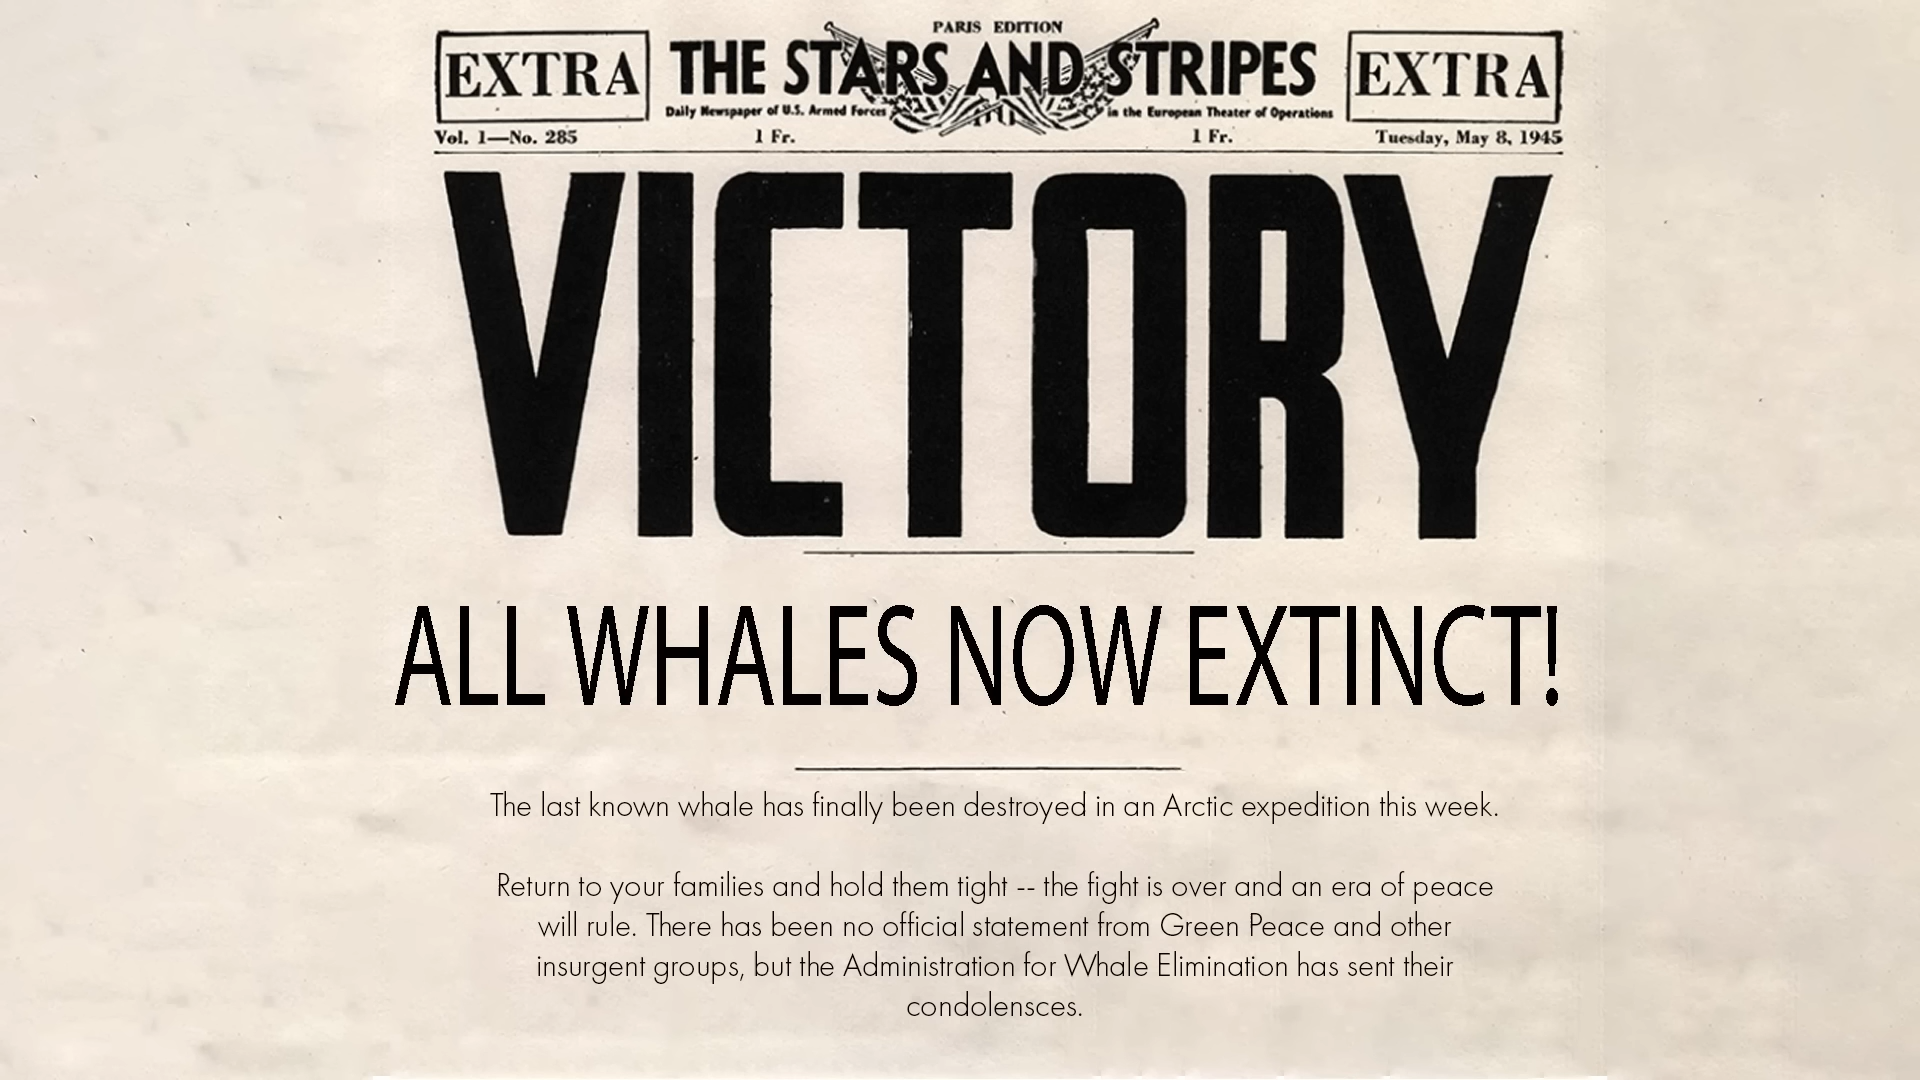 PARIS EDITION
EXTRA THE STARS AND STRIPES EXTRA
Daily Newspaper of U.S. Armed Forces in the European Theater of Operations
Vol. 1—No. 285 1 Fr. 1 Fr. Tuesday, May 8, 1945
VICTORY
ALL WHALES NOW EXTINCT!
The last known whale has finally been destroyed in an Arctic expedition this week.
Return to your families and hold them tight -- the fight is over and an era of peace
will rule. There has been no official statement from Green Peace and other
insurgent groups, but the Administration for Whale Elimination has sent their
condolensces.